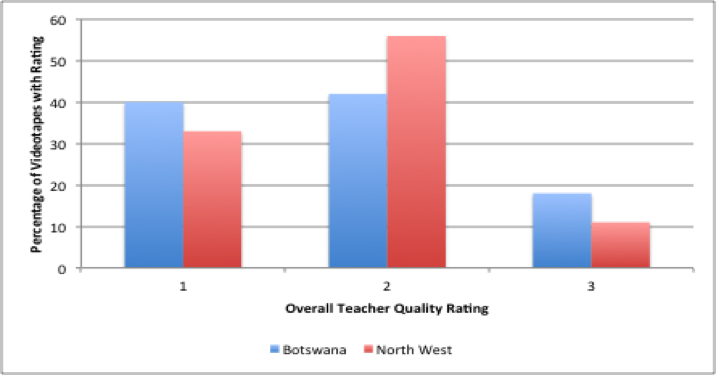 Percentage of Videotapes with Rating
60
50
40
30
20
10
0
1 2 3
Overall Teacher Quality Rating
Botswana North West